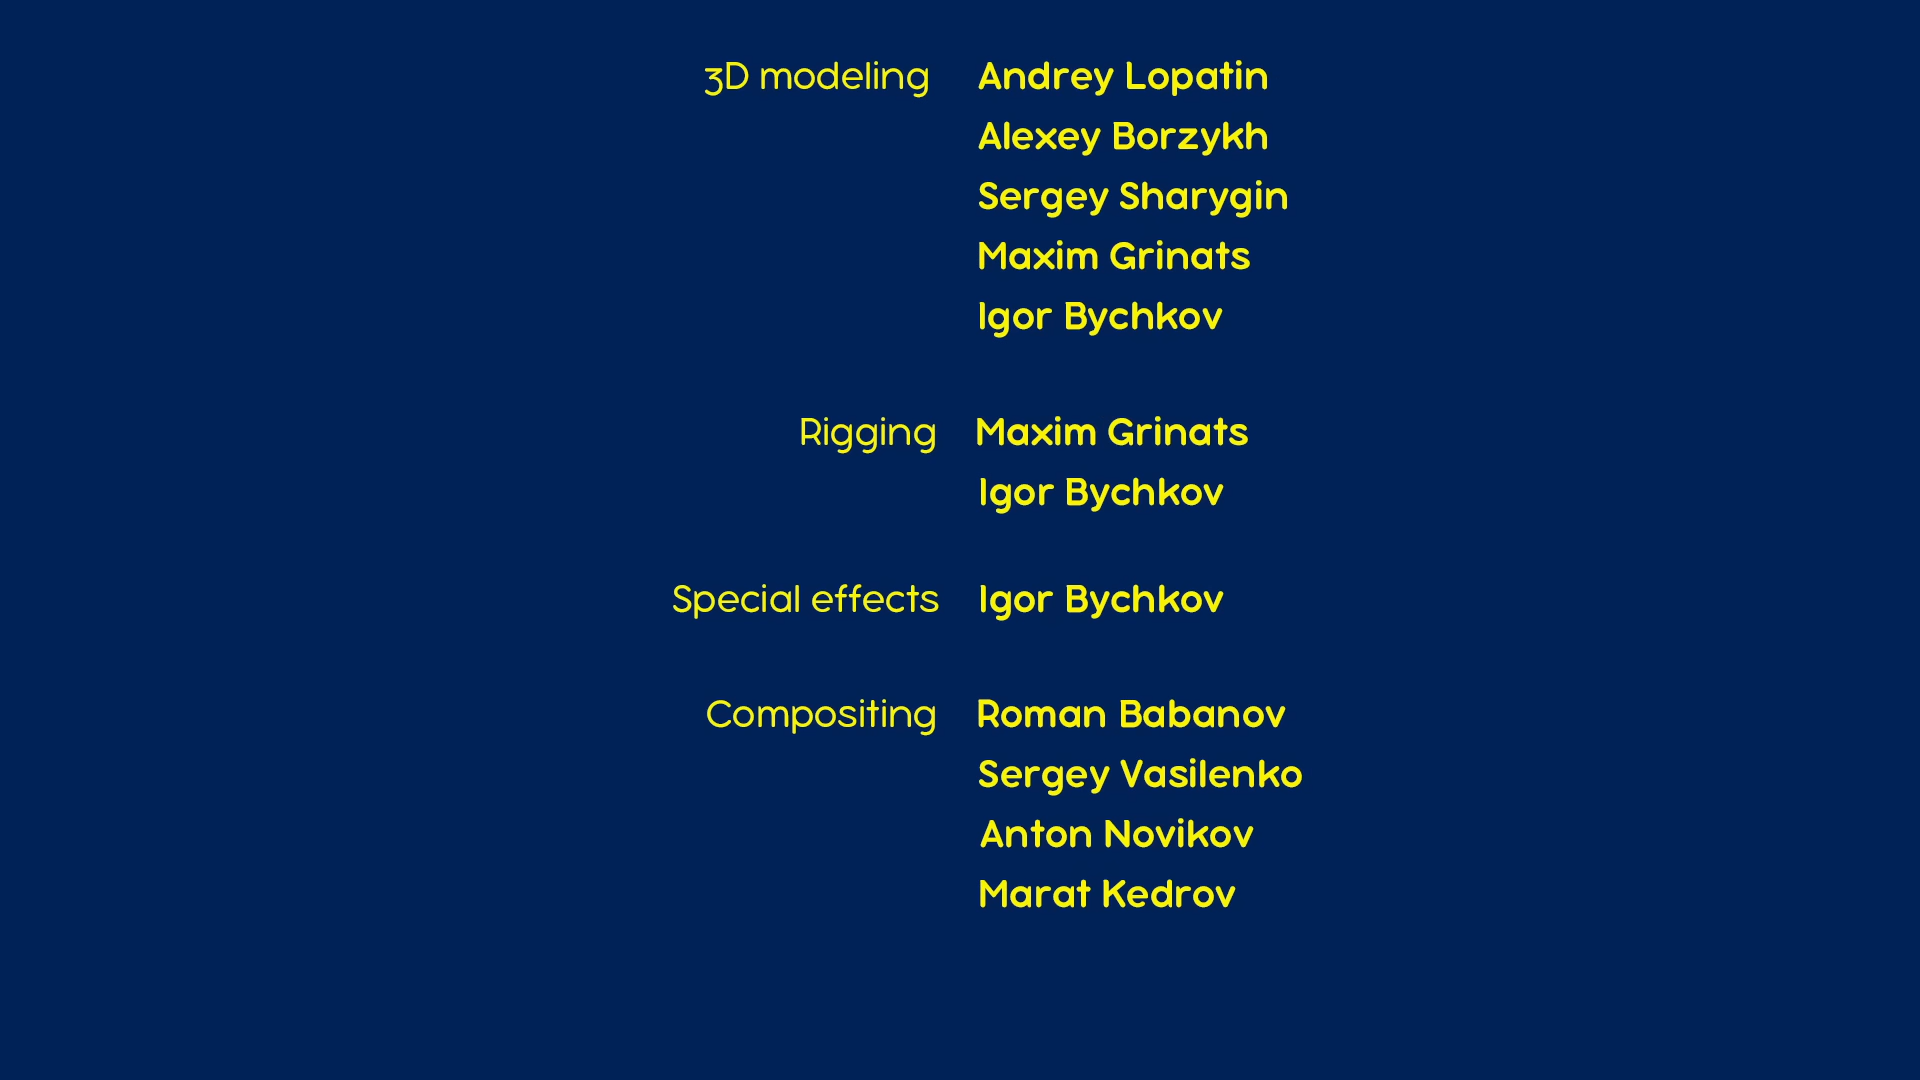 3D modeling Andrey Lopatin
Alexey Borzykh
Sergey Sharygin
Maxim Grinats
Igor Bychkov
Rigging Maxim Grinats
Igor Bychkov
Special effects Igor Bychkov
Compositing Roman Babanov
Sergey Vasilenko
Anton Novikov
Marat Kedrov